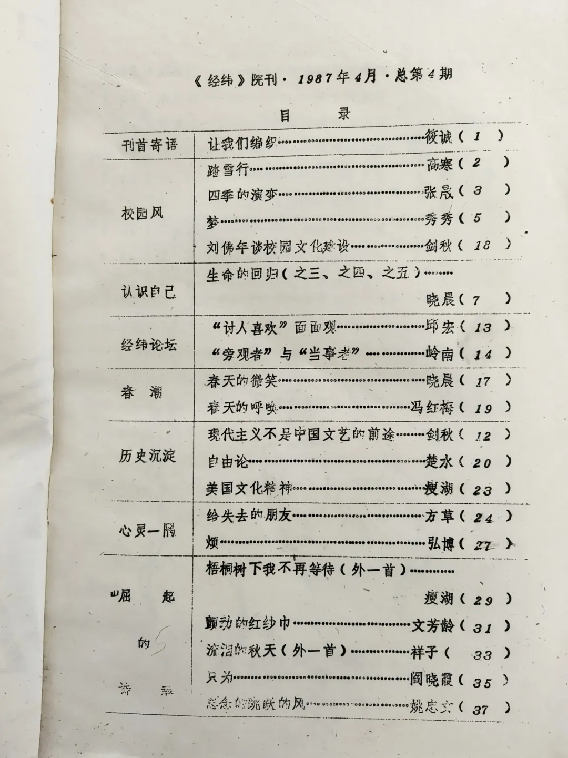 《经纬》院刊·1987年4月·总第4期
目 录
刊首寄语 让我们编织………………筱诚( 1 )
校园风
踏雪行………………高寒( 2 )
四季的演变………………张晟( 3 )
梦………………秀秀( 5 )
刘佛年谈校园文化建设………………剑秋( 18 )
认识自己
生命的回归(之三、之四、之五)………
晓晨( 7 )
经纬论坛
“讨人喜欢”面面观………………邱宏( 13 )
“旁观者”与“当事者”………………岭南( 14 )
春 潮
春天的微笑………………晓晨( 17 )
春天的呼唤………………冯红梅( 19 )
历史沉淀
现代主义不是中国文艺的前途………剑秋( 12 )
自由论………………楚水( 20 )
美国文化精神………………瘦湖( 23 )
心灵一隅
给失去的朋友………………方草( 24 )
烦………………弘博( 27 )
崛 起
的
梧桐树下我不再等待(外一首)…………
瘦湖( 29 )
颤动的红纱巾………………文芳龄( 31 )
流泪的秋天(外一首)………………祥子( 33 )
只为………………阎晓霞( 35 )
跳跃的风………………姚忠( 37 )